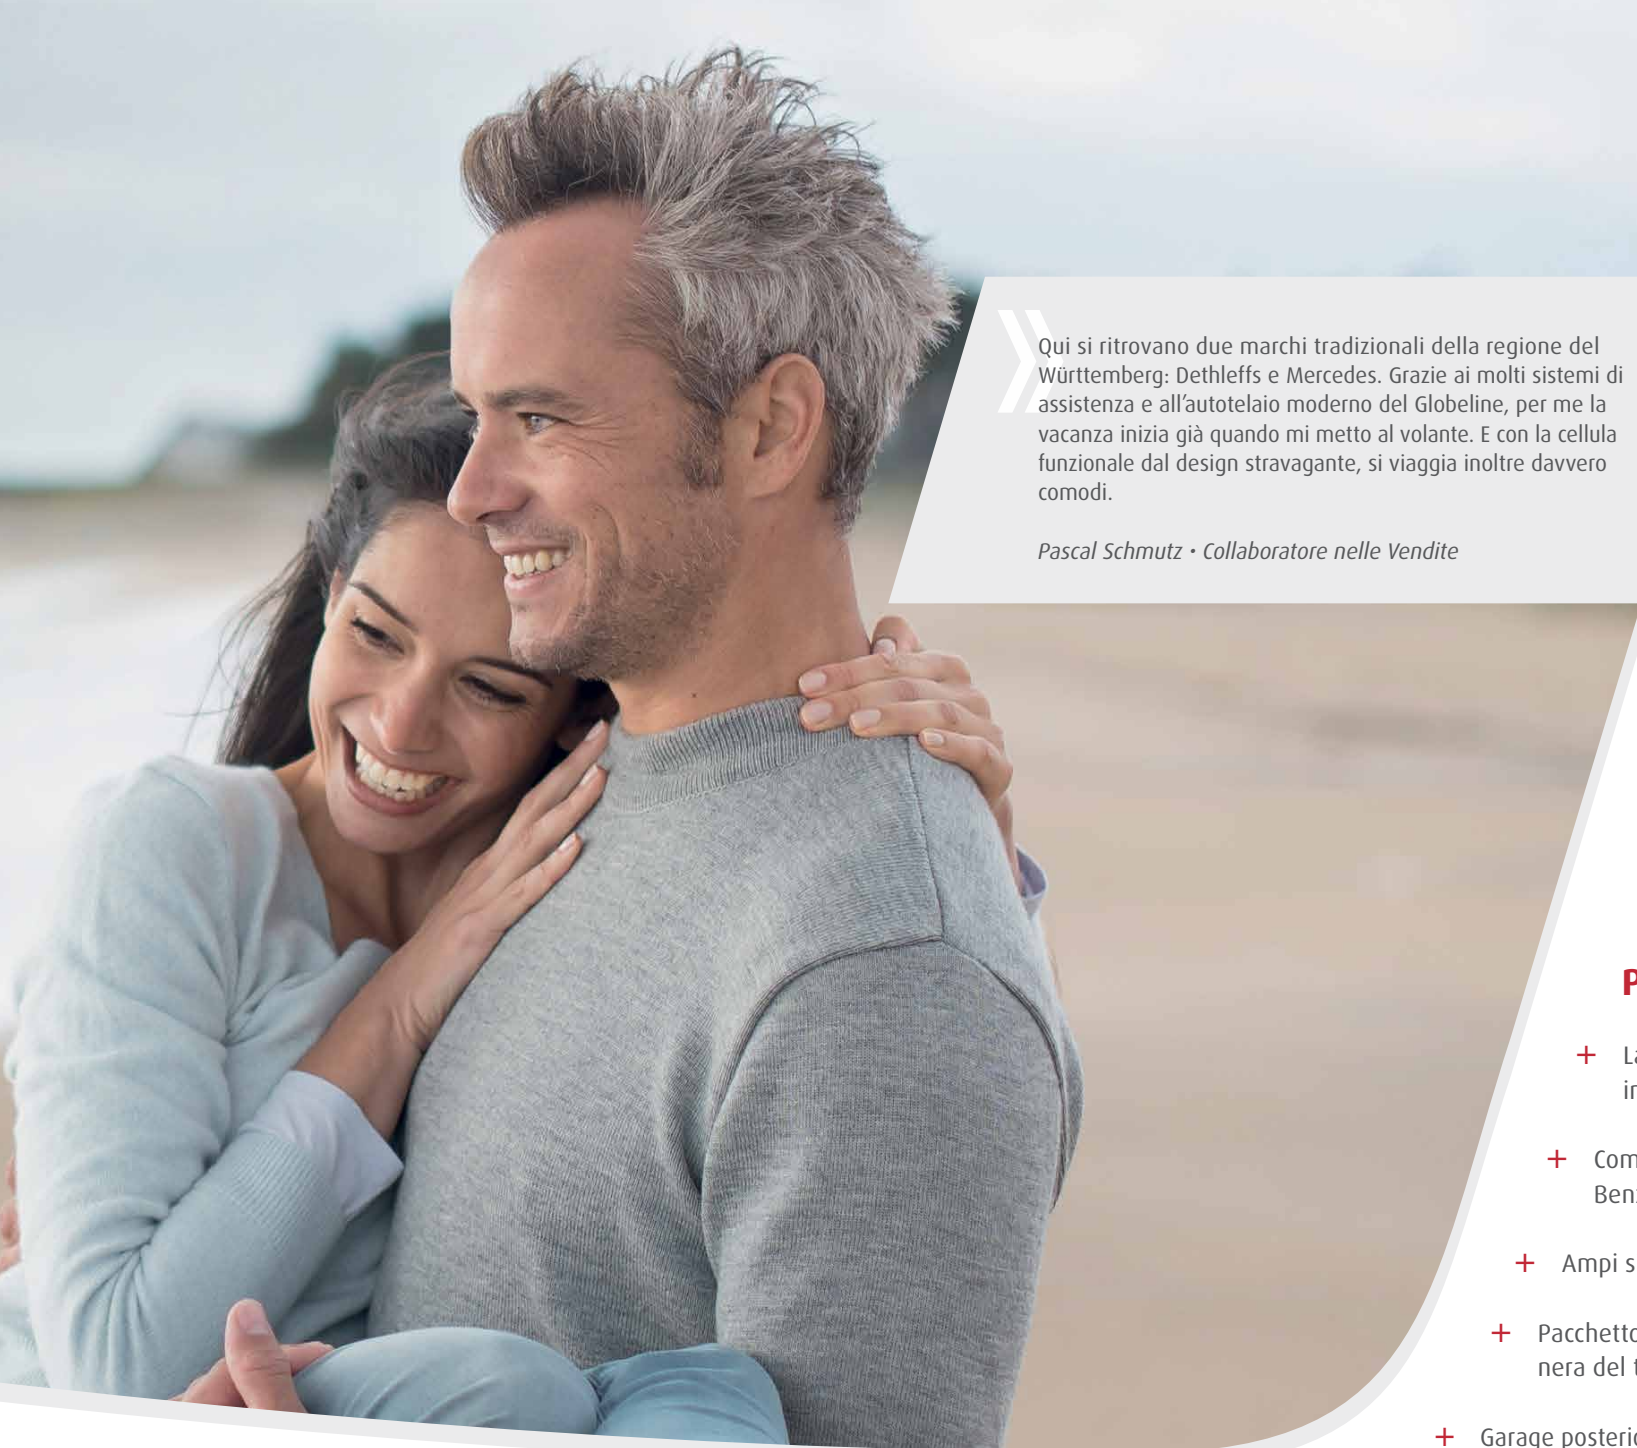 Qui si ritrovano due marchi tradizionali della regione del
Württemberg: Dethleffs e Mercedes. Grazie ai molti sistemi di
assistenza e all'autotelaio moderno del Globeline, per me la
vacanza inizia già quando mi metto al volante. E con la cellula
funzionale dal design stravagante, si viaggia inoltre davvero
comodi.
Pascal Schmutz • Collaboratore nelle Vendite
+
+
+ Ampi
+ Pacchetto
nera del
+ Garage